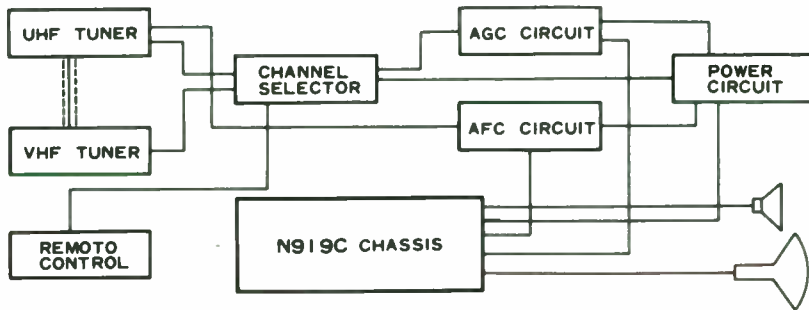 UHF TUNER
AGC CIRCUIT
CHANNEL
SELECTOR
POWER
CIRCUIT
AFC CIRCUIT
VHF TUNER
REMOTO
CONTROL
N919C CHASSIS